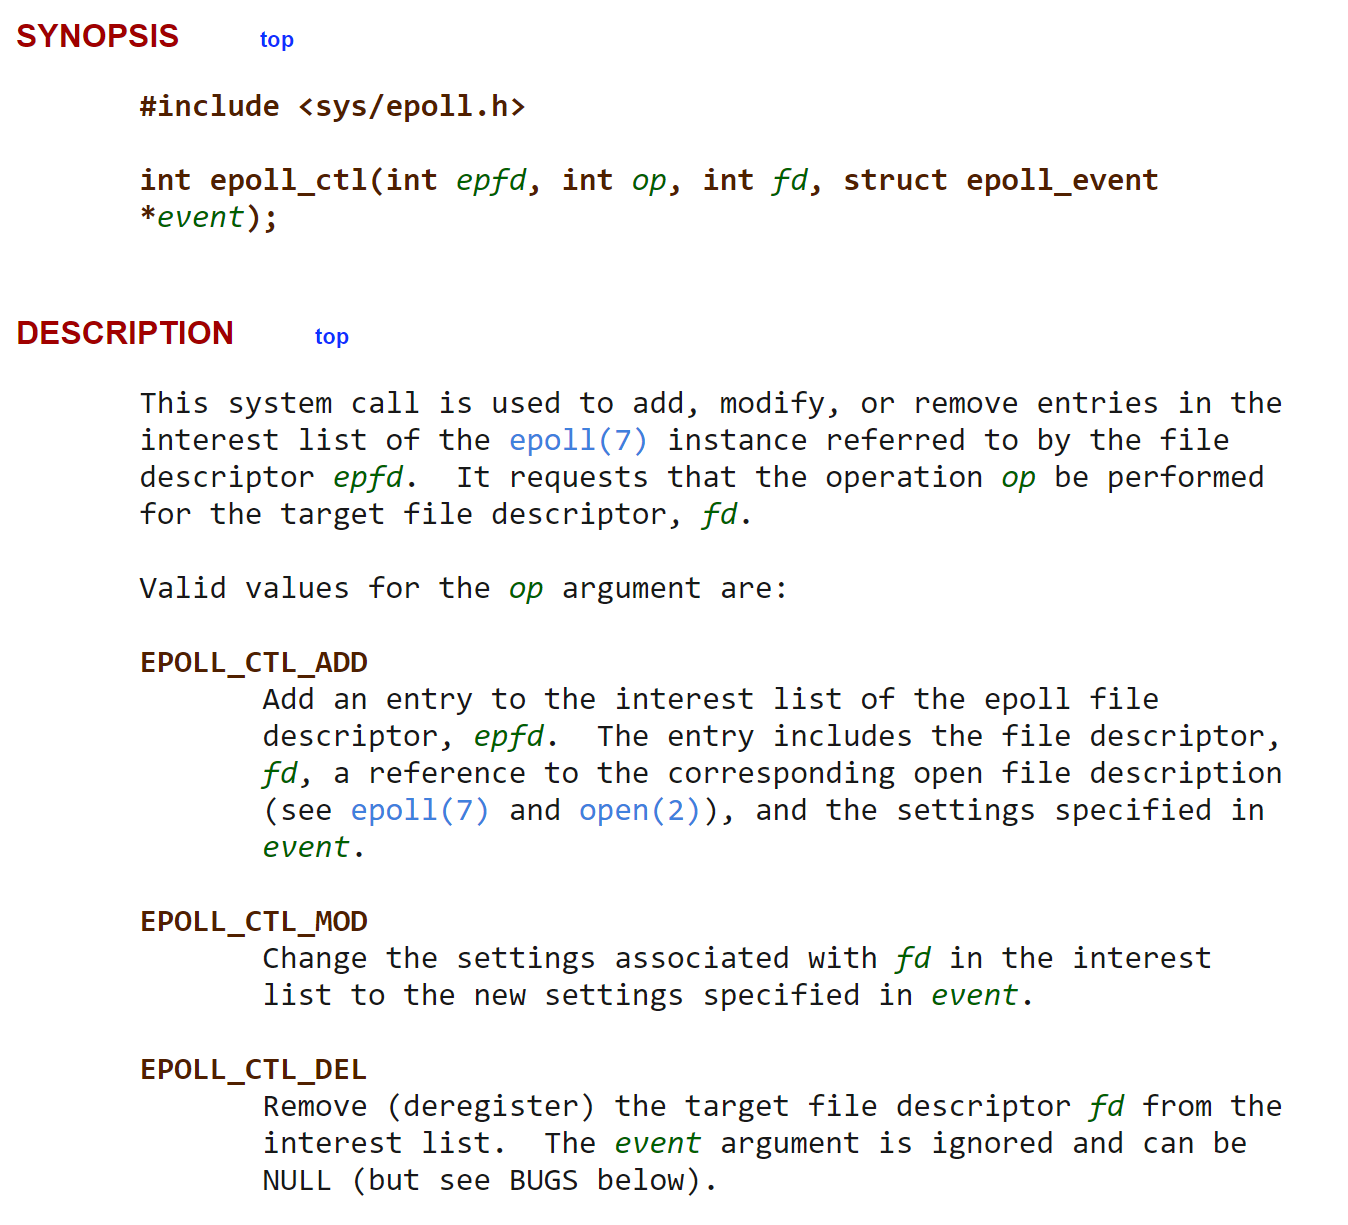 SYNOPSIS top
#include <sys/epoll.h>
int epoll_ctl(int epfd, int op, int fd, struct epoll_event
*event);
DESCRIPTION top
This system call is used to add, modify, or remove entries in the
interest list of the epoll(7) instance referred to by the file
descriptor epfd.  It requests that the operation op be performed
for the target file descriptor, fd.
Valid values for the op argument are:
EPOLL_CTL_ADD
Add an entry to the interest list of the epoll file
descriptor, epfd.  The entry includes the file descriptor,
fd, a reference to the corresponding open file description
(see epoll(7) and open(2)), and the settings specified in
event.
EPOLL_CTL_MOD
Change the settings associated with fd in the interest
list to the new settings specified in event.
EPOLL_CTL_DEL
Remove (deregister) the target file descriptor fd from the
interest list.  The event argument is ignored and can be
NULL (but see BUGS below).